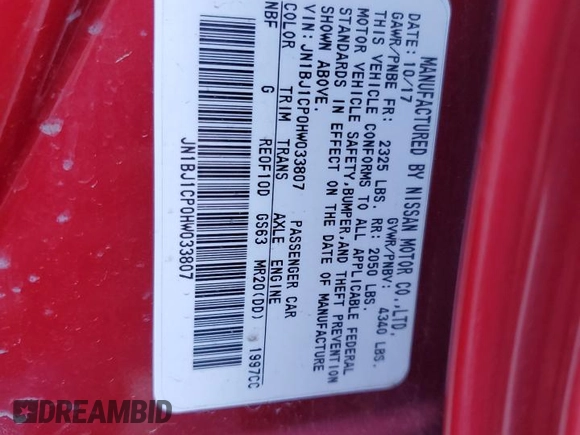 MANUFACTURED BY NISSAN MOTOR CO.,LTD.
DATE: 10/17 GVWR/PNBV: 4340 LBS.
GAWR/PNBE FR: 2325 LBS. RR: 2050 LBS.
THIS VEHICLE CONFORMS TO ALL APPLICABLE FEDERAL
MOTOR VEHICLE SAFETY,BUMPER,AND THEFT PREVENTION
STANDARDS IN EFFECT ON THE DATE OF MANUFACTURE
SHOWN ABOVE.
VIN:JN1BJ1CP0HW033807 PASSENGER CAR
COLOR TRIM TRANS AXLE ENGINE
NBF G RE0F10D GS63 MR20(DD) 1997CC
JN1BJ1CP0HW033807
DREAMBID